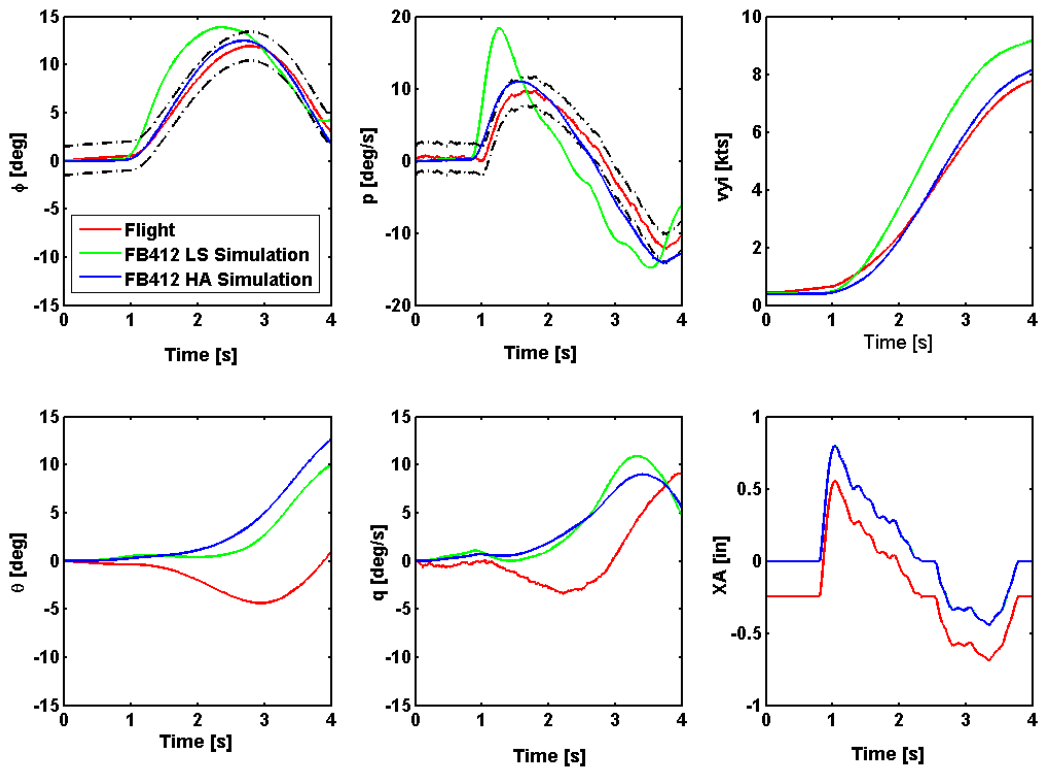 15
10
5
0
-5
-10
-15
ϕ [deg]
Flight
FB412 LS Simulation
FB412 HA Simulation
0 1 2 3 4
Time [s]
20
10
0
-10
-20
p [deg/s]
0 1 2 3 4
Time [s]
10
8
6
4
2
0
vyi [kts]
0 1 2 3 4
Time [s]
15
10
5
0
-5
-10
-15
θ [deg]
0 1 2 3 4
Time [s]
15
10
5
0
-5
-10
-15
q [deg/s]
0 1 2 3 4
Time [s]
1
0.5
0
-0.5
-1
XA [in]
0 1 2 3 4
Time [s]